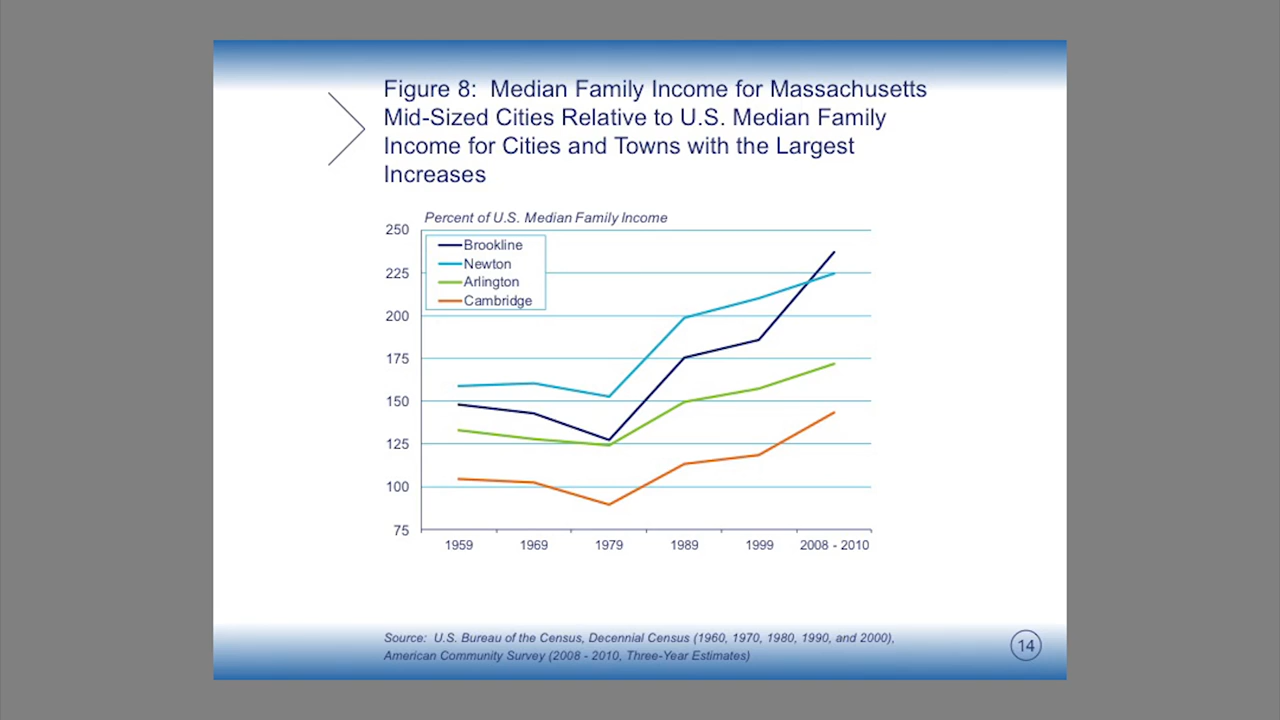 Figure 8: Median Family Income for Massachusetts
Mid-Sized Cities Relative to U.S. Median Family
Income for Cities and Towns with the Largest
Increases
Percent of U.S. Median Family Income
250
225
200
175
150
125
100
75
Brookline
Newton
Arlington
Cambridge
1959 1969 1979 1989 1999 2008 - 2010
Source: U.S. Bureau of the Census, Decennial Census (1960, 1970, 1980, 1990, and 2000),
American Community Survey (2008 - 2010, Three-Year Estimates)
14